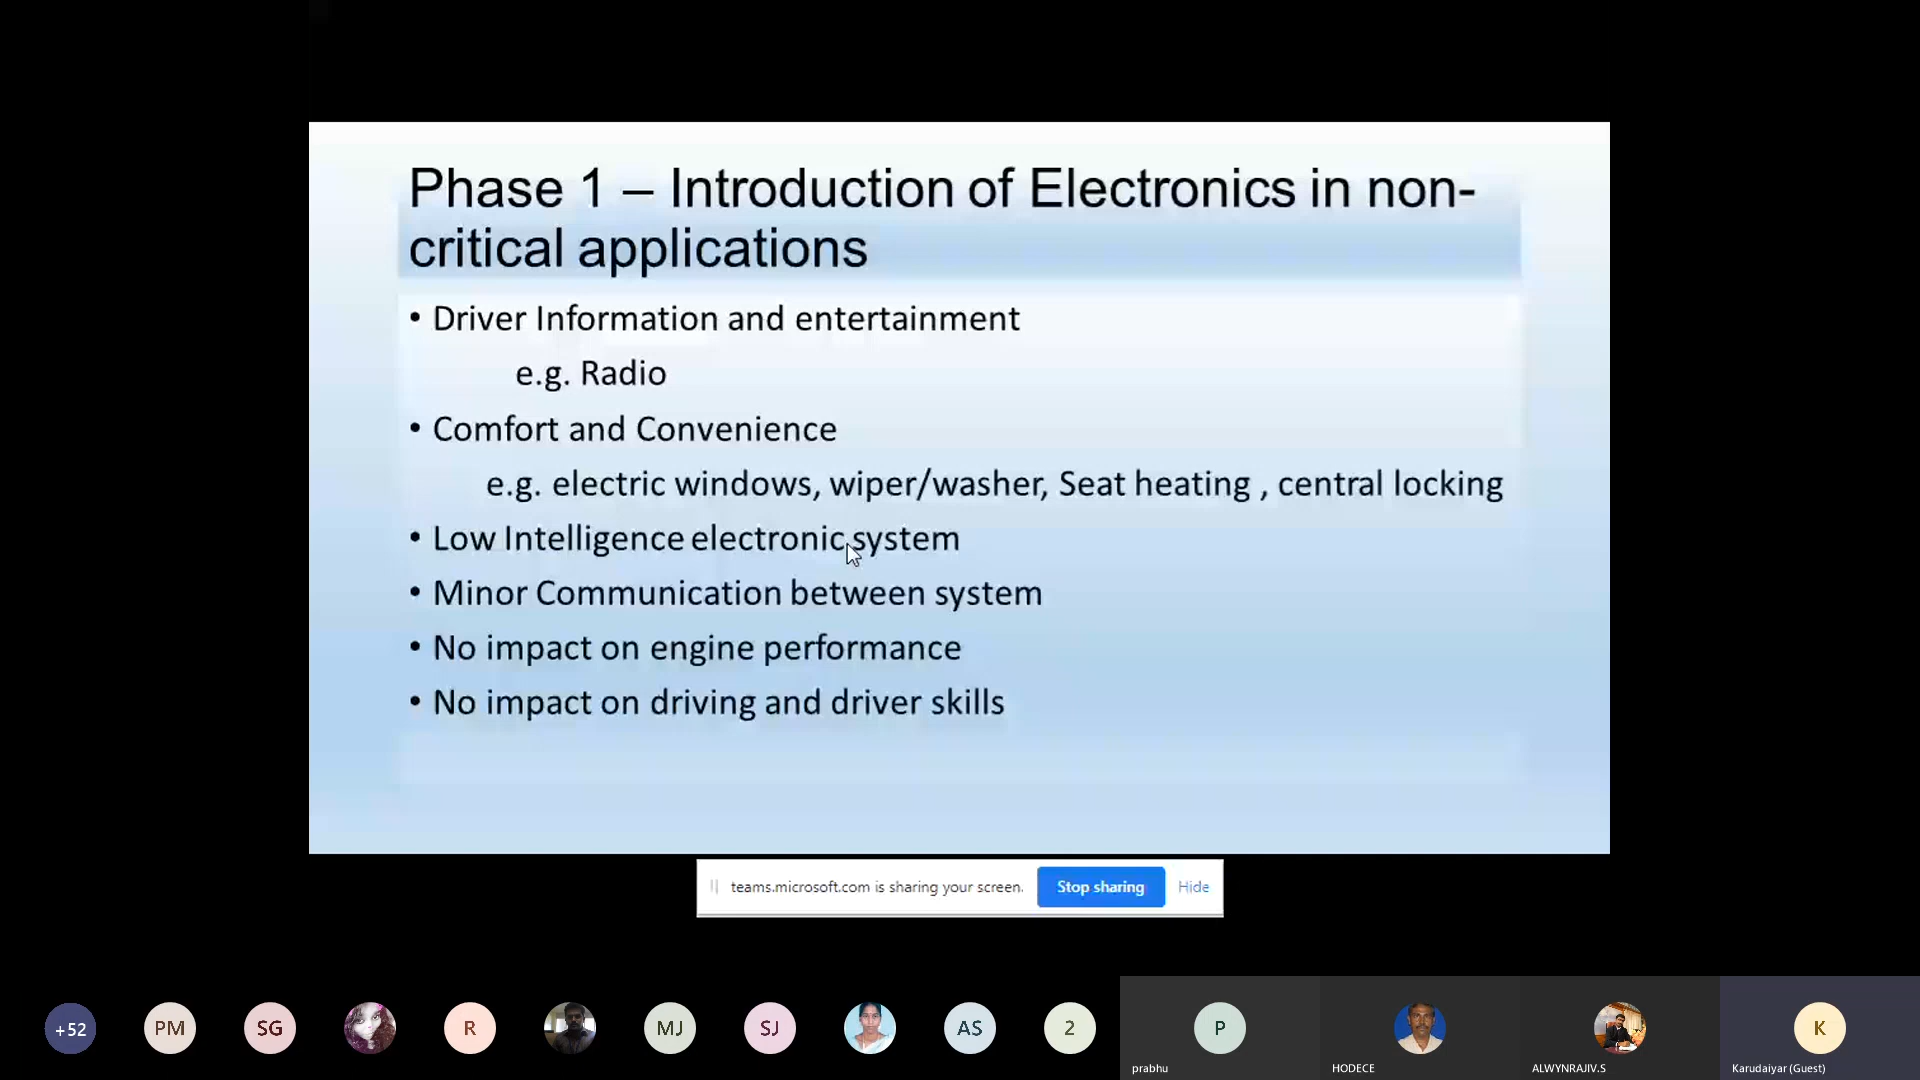 Phase 1 – Introduction of Electronics in non-
critical applications
• Driver Information and entertainment
e.g. Radio
• Comfort and Convenience
e.g. electric windows, wiper/washer, Seat heating , central locking
• Low Intelligence electronic system
• Minor Communication between system
• No impact on engine performance
• No impact on driving and driver skills
teams.microsoft.com is sharing your screen. Stop sharing Hide
+52 PM SG R MJ SJ AS 2 P K
prabhu HODECE ALWYNRAJIV.S Karudaiyar (Guest)